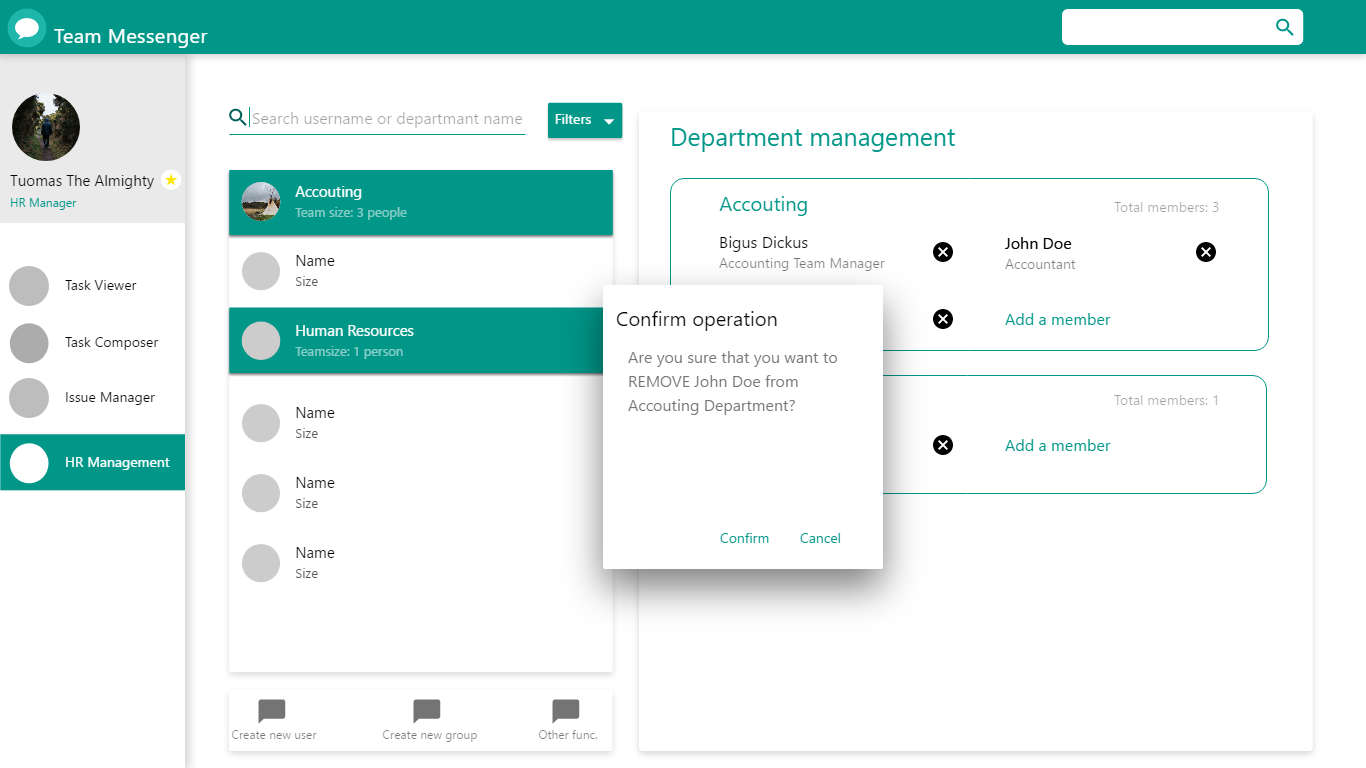 Team Messenger
Tuomas The Almighty
HR Manager
Task Viewer
Task Composer
Issue Manager
HR Management
Search username or departmant name
Filters
Accouting
Team size: 3 people
Name
Size
Human Resources
Teamsize: 1 person
Name
Size
Name
Size
Name
Size
Create new user
Create new group
Other func.
Department management
Accouting
Total members: 3
Bigus Dickus
Accounting Team Manager
John Doe
Accountant
Add a member
Total members: 1
Add a member
Confirm operation
Are you sure that you want to
REMOVE John Doe from
Accouting Department?
Confirm
Cancel